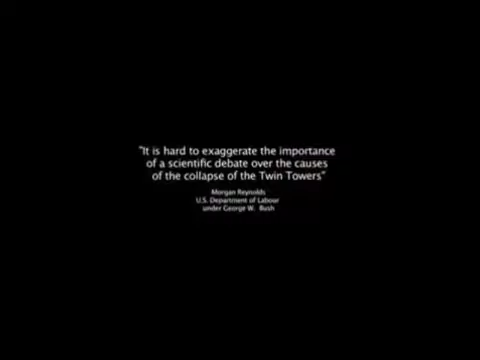 "It is hard to exaggerate the importance
of a scientific debate over the causes
of the collapse of the Twin Towers"
Morgan Reynolds
U.S. Department of Labour
under George W. Bush